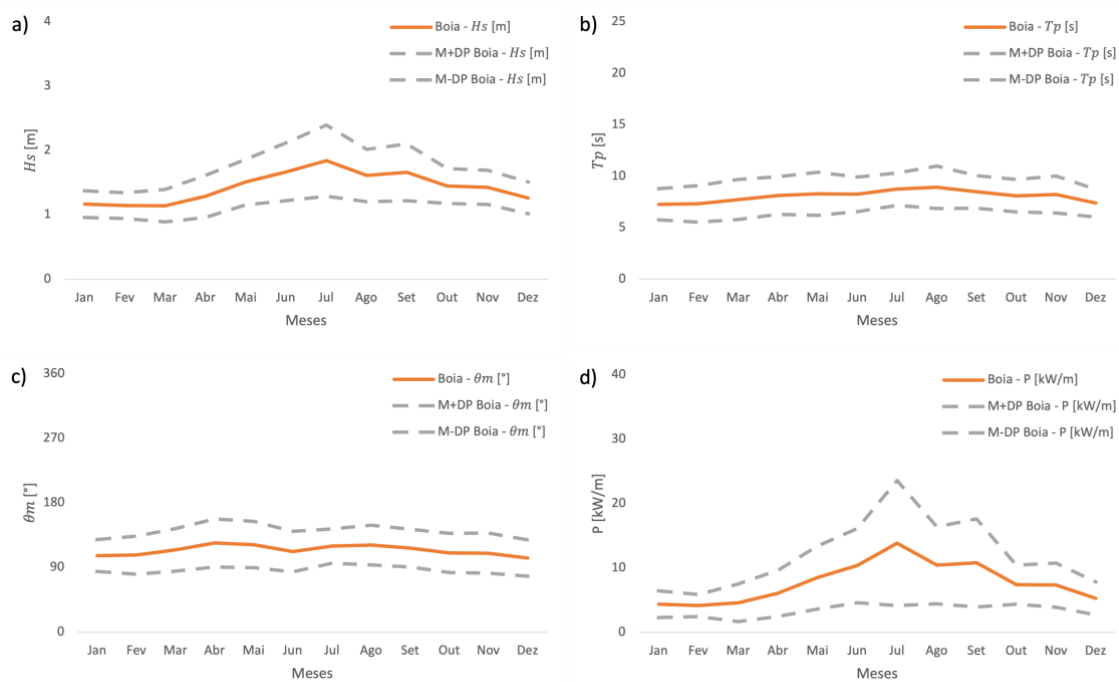 a)
4
3
2
1
0
Hs [m]
Boia - Hs [m]
M+DP Boia - Hs [m]
M-DP Boia - Hs [m]
Jan Fev Mar Abr Mai Jun Jul Ago Set Out Nov Dez
Meses
b)
25
20
15
10
5
0
Tp [s]
Boia - Tp [s]
M+DP Boia - Tp [s]
M-DP Boia - Tp [s]
Jan Fev Mar Abr Mai Jun Jul Ago Set Out Nov Dez
Meses
c)
360
270
180
90
0
θm [°]
Boia - θm [°]
M+DP Boia - θm [°]
M-DP Boia - θm [°]
Jan Fev Mar Abr Mai Jun Jul Ago Set Out Nov Dez
Meses
d)
40
30
20
10
0
P [kW/m]
Boia - P [kW/m]
M+DP Boia - P [kW/m]
M-DP Boia - P [kW/m]
Jan Fev Mar Abr Mai Jun Jul Ago Set Out Nov Dez
Meses